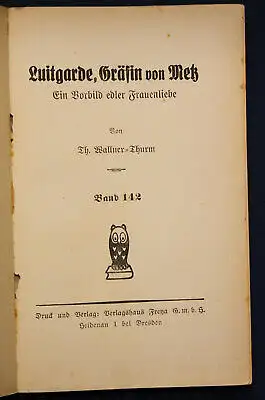 Luitgarde, Gräfin von Metz
Ein Vorbild edler Frauenliebe
Von
Th. Wallner-Thurm
Band 142
Druck und Verlag: Verlagshaus Freya G. m. b. H.
Heidenau 1 bei Dresden